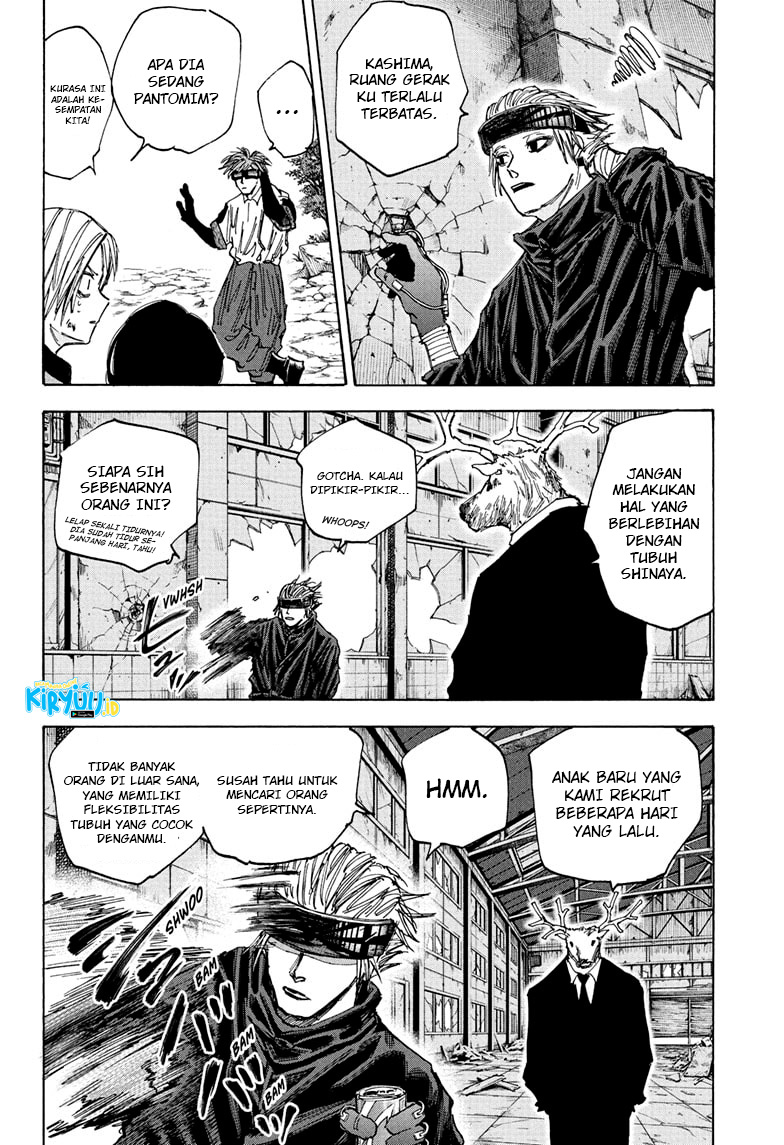 KASHIMA,
RUANG GERAK
KU TERLALU
TERBATAS.
...
APA DIA
SEDANG
PANTOMIM?
KURASA INI
ADALAH KE-
SEMPATAN
KITA!
JANGAN
MELAKUKAN
HAL YANG
BERLEBIHAN
DENGAN
TUBUH
SHINAYA.
GOTCHA. KALAU
DIPIKIR-PIKIR...
WHOOPS!
SIAPA SIH
SEBENARNYA
ORANG INI?
LELAP SEKALI TIDURNYA!
DIA SUDAH TIDUR SE-
PANJANG HARI, TAHU!
VWHSH
KIRYUU.ID
ANAK BARU YANG
KAMI REKRUT
BEBERAPA HARI
YANG LALU.
HMM.
SUSAH TAHU UNTUK
MENCARI ORANG
SEPERTINYA.
TIDAK BANYAK
ORANG DI LUAR SANA,
YANG MEMILIKI
FLEKSIBILITAS
TUBUH YANG COCOK
DENGANMU.
SHWOO
BAM
BAM
BAM